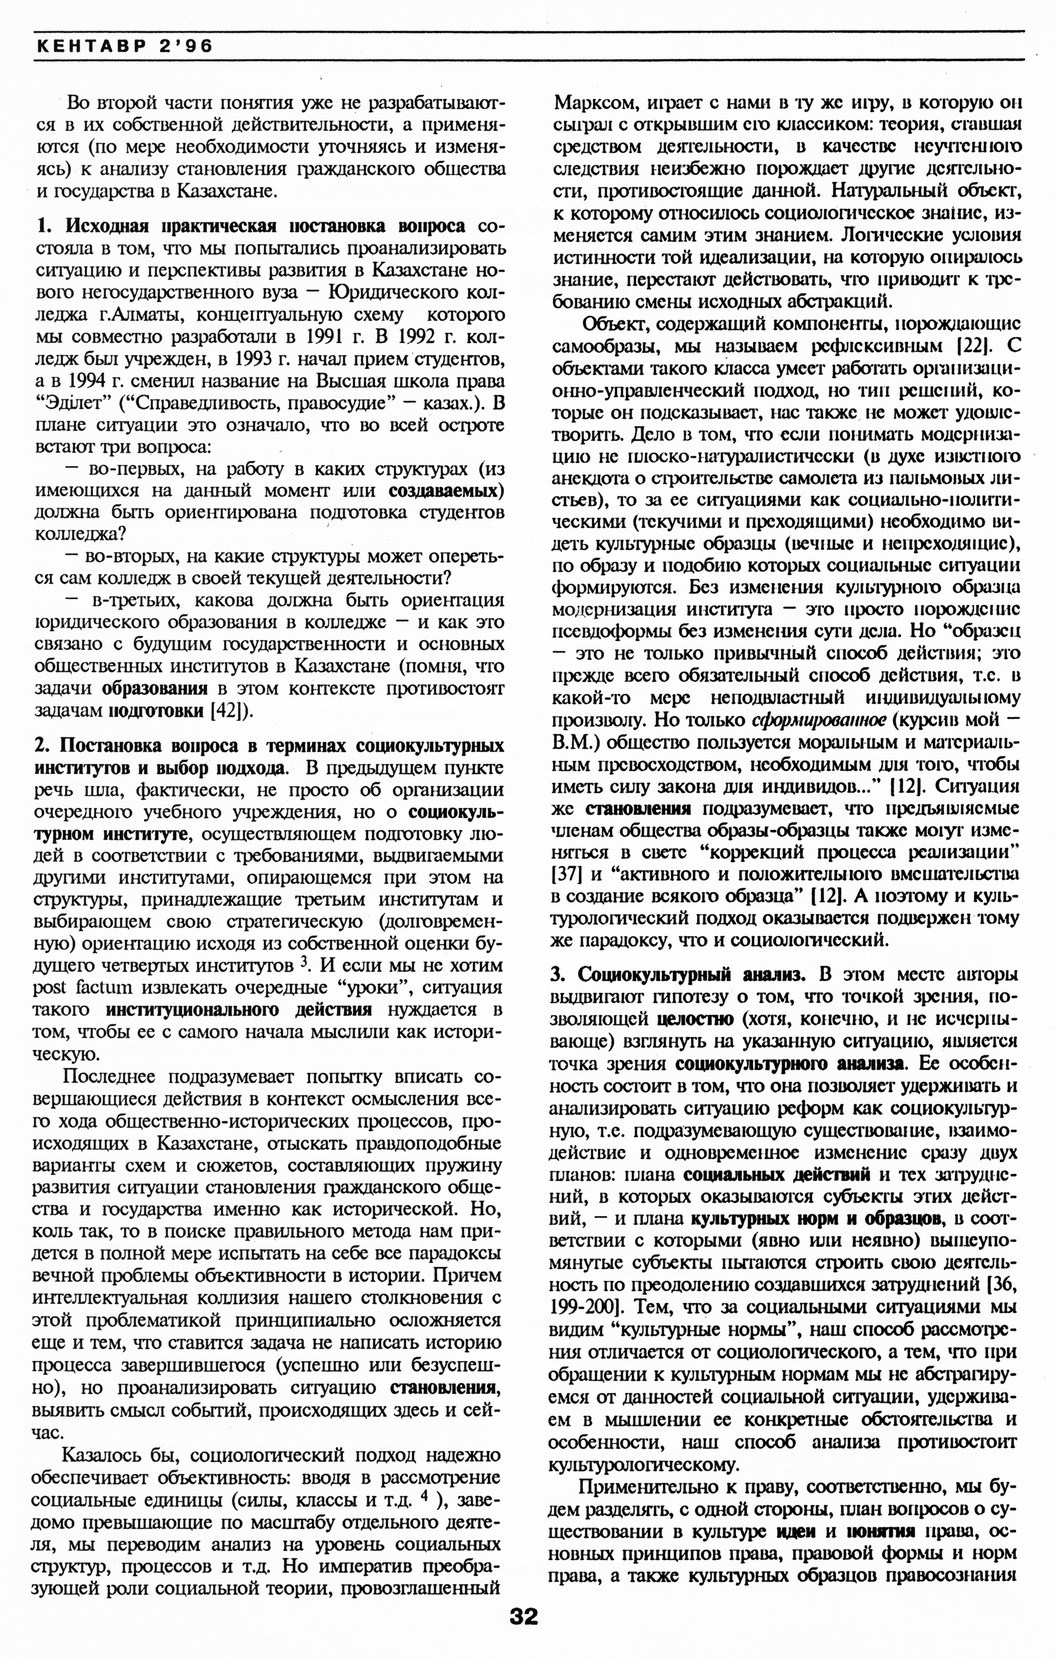 КЕНТАВР 2’96
Во второй части понятия уже не разрабатывают-
ся в их собственной действительности, а применя-
ются (по мере необходимости уточняясь и изменя-
ясь) к анализу становления гражданского общества
и государства в Казахстане.
1. Исходная практическая постановка вопроса со-
стояла в том, что мы попытались проанализировать
ситуацию и перспективы развития в Казахстане но-
вого негосударственного вуза — Юридического кол-
леджа г.Алматы, концептуальную схему которого
мы совместно разработали в 1991 г. В 1992 г. кол-
ледж был учрежден, в 1993 г. начал прием студентов,
а в 1994 г. сменил название на Высшая школа права
“Эділет” (“Справедливость, правосудие” — казах.). В
плане ситуации это означало, что во всей остроте
встают три вопроса:
— во-первых, на работу в каких структурах (из
имеющихся на данный момент или создаваемых)
должна быть ориентирована подготовка студентов
колледжа?
— во-вторых, на какие структуры может опереть-
ся сам колледж в своей текущей деятельности?
— в-третьих, какова должна быть ориентация
юридического образования в колледже — и как это
связано с будущим государственности и основных
общественных институтов в Казахстане (помня, что
задачи образования в этом контексте противостоят
задачам подготовки [42]).
2. Постановка вопроса в терминах социокультурных
институтов и выбор подхода. В предыдущем пункте
речь шла, фактически, не просто об организации
очередного учебного учреждения, но о социокуль-
турном институте, осуществляющем подготовку лю-
дей в соответствии с требованиями, выдвигаемыми
другими институтами, опирающемся при этом на
структуры, принадлежащие третьим институтам и
выбирающем свою стратегическую (долговремен-
ную) ориентацию исходя из собственной оценки бу-
дущего четвертых институтов 3. И если мы не хотим
post factum извлекать очередные “уроки”, ситуация
такого институционального действия нуждается в
том, чтобы ее с самого начала мыслили как истори-
ческую.
Последнее подразумевает попытку вписать со-
вершающиеся действия в контекст осмысления все-
го хода общественно-исторических процессов, про-
исходящих в Казахстане, отыскать правдоподобные
варианты схем и сюжетов, составляющих пружину
развития ситуации становления гражданского обще-
ства и государства именно как исторической. Но,
коль так, то в поиске правильного метода нам при-
дется в полной мере испытать на себе все парадоксы
вечной проблемы объективности в истории. Причем
интеллектуальная коллизия нашего столкновения с
этой проблематикой принципиально осложняется
еще и тем, что ставится задача не написать историю
процесса завершившегося (успешно или безуспеш-
но), но проанализировать ситуацию становления,
выявить смысл событий, происходящих здесь и сей-
час.
Казалось бы, социологический подход надежно
обеспечивает объективность: вводя в рассмотрение
социальные единицы (силы, классы и т.д. 4 ), заве-
домо превышающие по масштабу отдельного деяте-
ля, мы переводим анализ на уровень социальных
структур, процессов и т.д. Но императив преобра-
зующей роли социальной теории, провозглашенный
Марксом, играет с нами в ту же игру, в которую он
сыграл с открывшим его классиком: теория, ставшая
средством деятельности, в качестве неучтенного
следствия неизбежно порождает другие деятельно-
сти, противостоящие данной. Натуральный объект,
к которому относилось социологическое знание, из-
меняется самим этим знанием. Логические условия
истинности той идеализации, на которую опиралось
знание, перестают действовать, что приводит к тре-
бованию смены исходных абстракций.
Объект, содержащий компоненты, порождающие
самообразы, мы называем рефлексивным [22]. С
объектами такого класса умеет работать организаци-
онно-управленческий подход, но тип решений, ко-
торые он подсказывает, нас также не может удовле-
творить. Дело в том, что если понимать модерниза-
цию не плоско-натуралистически (в духе известного
анекдота о строительстве самолета из пальмовых ли-
стьев), то за ее ситуациями как социально-полити-
ческими (текучими и преходящими) необходимо ви-
деть культурные образцы (вечные и непреходящие),
по образу и подобию которых социальные ситуации
формируются. Без изменения культурного образца
модернизация института — это просто порождение
псевдоформы без изменения сути дела. Но “образец
— это не только привычный способ действия; это
прежде всего обязательный способ действия, т.е. в
какой-то мере неподвластный индивидуальному
произволу. Но только сформированное (курсив мой —
В.М.) общество пользуется моральным и материаль-
ным превосходством, необходимым для того, чтобы
иметь силу закона для индивидов...” [12]. Ситуация
же становления подразумевает, что предъявляемые
членам общества образы-образцы также могут изме-
няться в свете “коррекций процесса реализации”
[37] и “активного и положительного вмешательства
в создание всякого образца” [12]. А поэтому и куль-
турологический подход оказывается подвержен тому
же парадоксу, что и социологический.
3. Социокультурный анализ. В этом месте авторы
выдвигают гипотезу о том, что точкой зрения, по-
зволяющей целостно (хотя, конечно, и не исчерпы-
вающе) взглянуть на указанную ситуацию, является
точка зрения социокультурного анализа. Ее особен-
ность состоит в том, что она позволяет удерживать и
анализировать ситуацию реформ как социокультур-
ную, т.е. подразумевающую существование, взаимо-
действие и одновременное изменение сразу двух
планов: плана социальных действий и тех затрудне-
ний, в которых оказываются субъекты этих дейст-
вий, — и плана культурных норм и образцов, в соот-
ветствии с которыми (явно или неявно) вышеупо-
мянутые субъекты пытаются строить свою деятель-
ность по преодолению создавшихся затруднений [36,
199-200]. Тем, что за социальными ситуациями мы
видим “культурные нормы”, наш способ рассмотре-
ния отличается от социологического, а тем, что при
обращении к культурным нормам мы не абстрагиру-
емся от данностей социальной ситуации, удержива-
ем в мышлении ее конкретные обстоятельства и
особенности, наш способ анализа противостоит
культурологическому.
Применительно к праву, соответственно, мы бу-
дем разделять, с одной стороны, план вопросов о су-
ществовании в культуре идеи и понятия права, ос-
новных принципов права, правовой формы и норм
права, а также культурных образцов правосознания
32